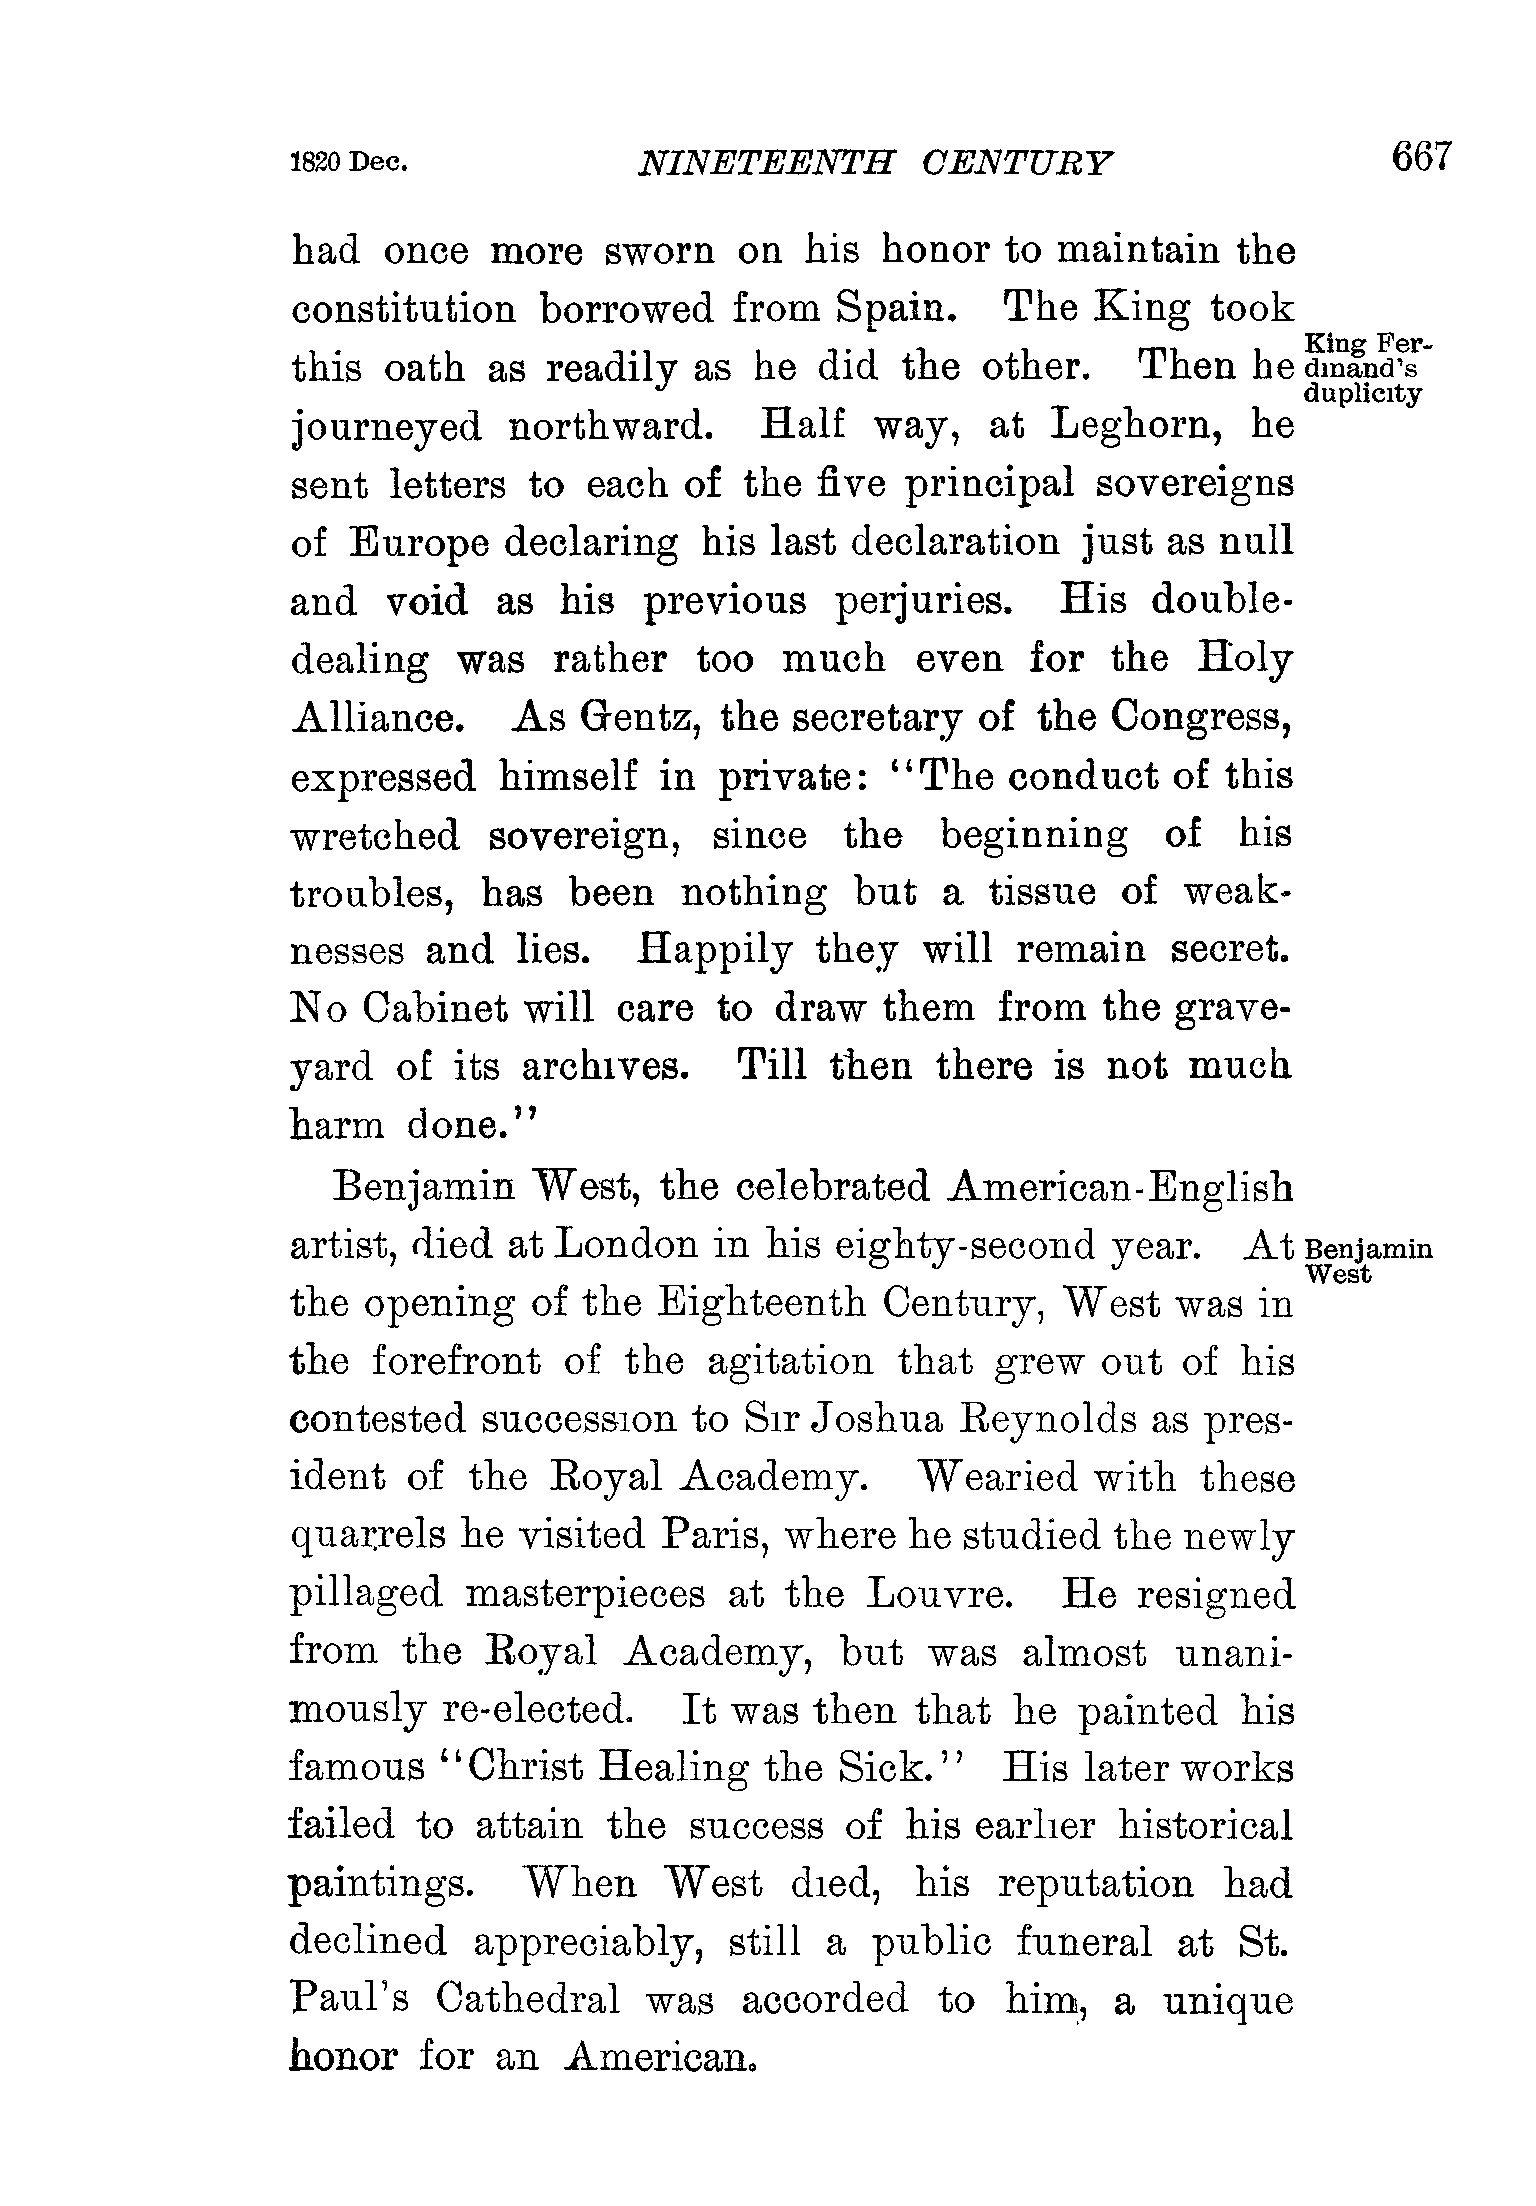 1820 Dec. NINETEENTH CENTURY 667
had once more sworn on his honor to maintain the
constitution borrowed from Spain. The King took
this oath as readily as he did the other. Then he
King Fer-
dinand's
duplicity
journeyed northward. Half way, at Leghorn, he
sent letters to each of the five principal sovereigns
of Europe declaring his last declaration just as null
and void as his previous perjuries. His double-
dealing was rather too much even for the Holy
Alliance. As Gentz, the secretary of the Congress,
expressed himself in private: "The conduct of this
wretched sovereign, since the beginning of his
troubles, has been nothing but a tissue of weak-
nesses and lies. Happily they will remain secret.
No Cabinet will care to draw them from the grave-
yard of its archives. Till then there is not much
harm done."
Benjamin West, the celebrated American-English
artist, died at London in his eighty-second year. At
Benjamin
West
the opening of the Eighteenth Century, West was in
the forefront of the agitation that grew out of his
contested succession to Sir Joshua Reynolds as pres-
ident of the Royal Academy. Wearied with these
quarrels he visited Paris, where he studied the newly
pillaged masterpieces at the Louvre. He resigned
from the Royal Academy, but was almost unani-
mously re-elected. It was then that he painted his
famous "Christ Healing the Sick." His later works
failed to attain the success of his earlier historical
paintings. When West died, his reputation had
declined appreciably, still a public funeral at St.
Paul's Cathedral was accorded to him, a unique
honor for an American.